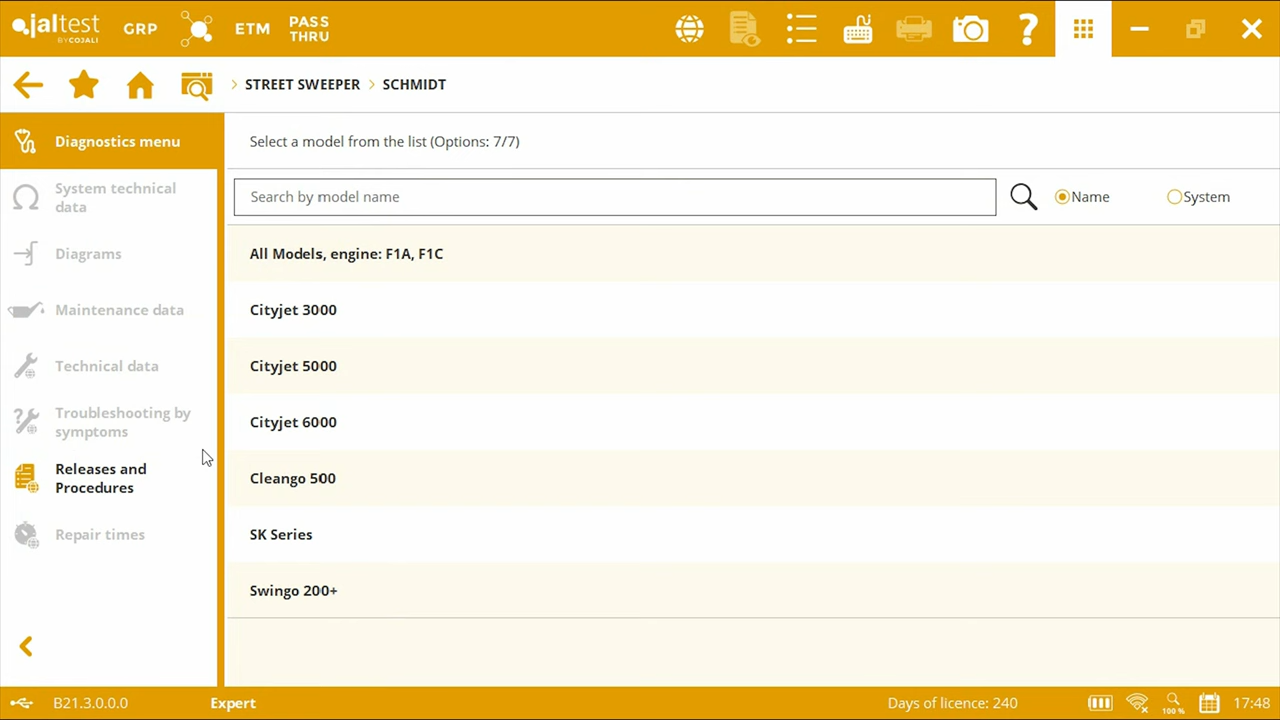 jaltest
BY COJALI
GRP
ETM
PASS
THRU
?
STREET SWEEPER
SCHMIDT
Diagnostics menu
System technical
data
Diagrams
Maintenance data
Technical data
Troubleshooting by
symptoms
Releases and
Procedures
Repair times
Select a model from the list (Options: 7/7)
Search by model name
Name
System
All Models, engine: F1A, F1C
Cityjet 3000
Cityjet 5000
Cityjet 6000
Cleango 500
SK Series
Swingo 200+
B21.3.0.0.0
Expert
Days of licence: 240
100 %
17:48